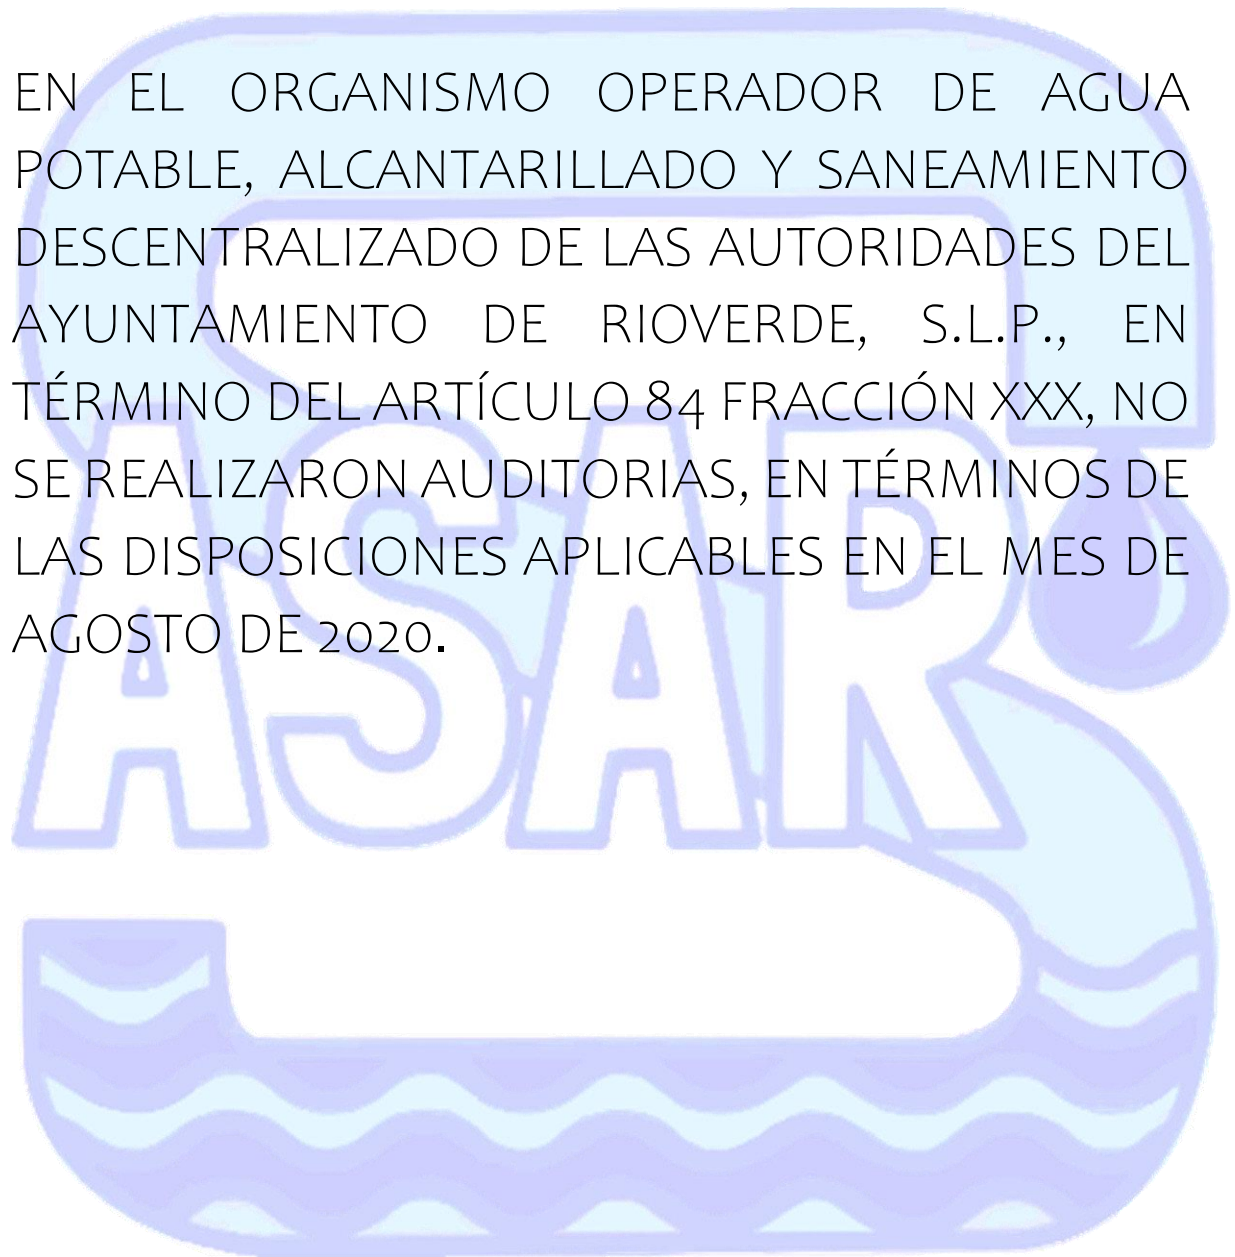 EN EL ORGANISMO OPERADOR DE AGUA
POTABLE, ALCANTARILLADO Y SANEAMIENTO
DESCENTRALIZADO DE LAS AUTORIDADES DEL
AYUNTAMIENTO DE RIOVERDE, S.L.P., EN
TÉRMINO DEL ARTÍCULO 84 FRACCIÓN XXX, NO
SE REALIZARON AUDITORIAS, EN TÉRMINOS DE
LAS DISPOSICIONES APLICABLES EN EL MES DE
AGOSTO DE 2020.
ASAR